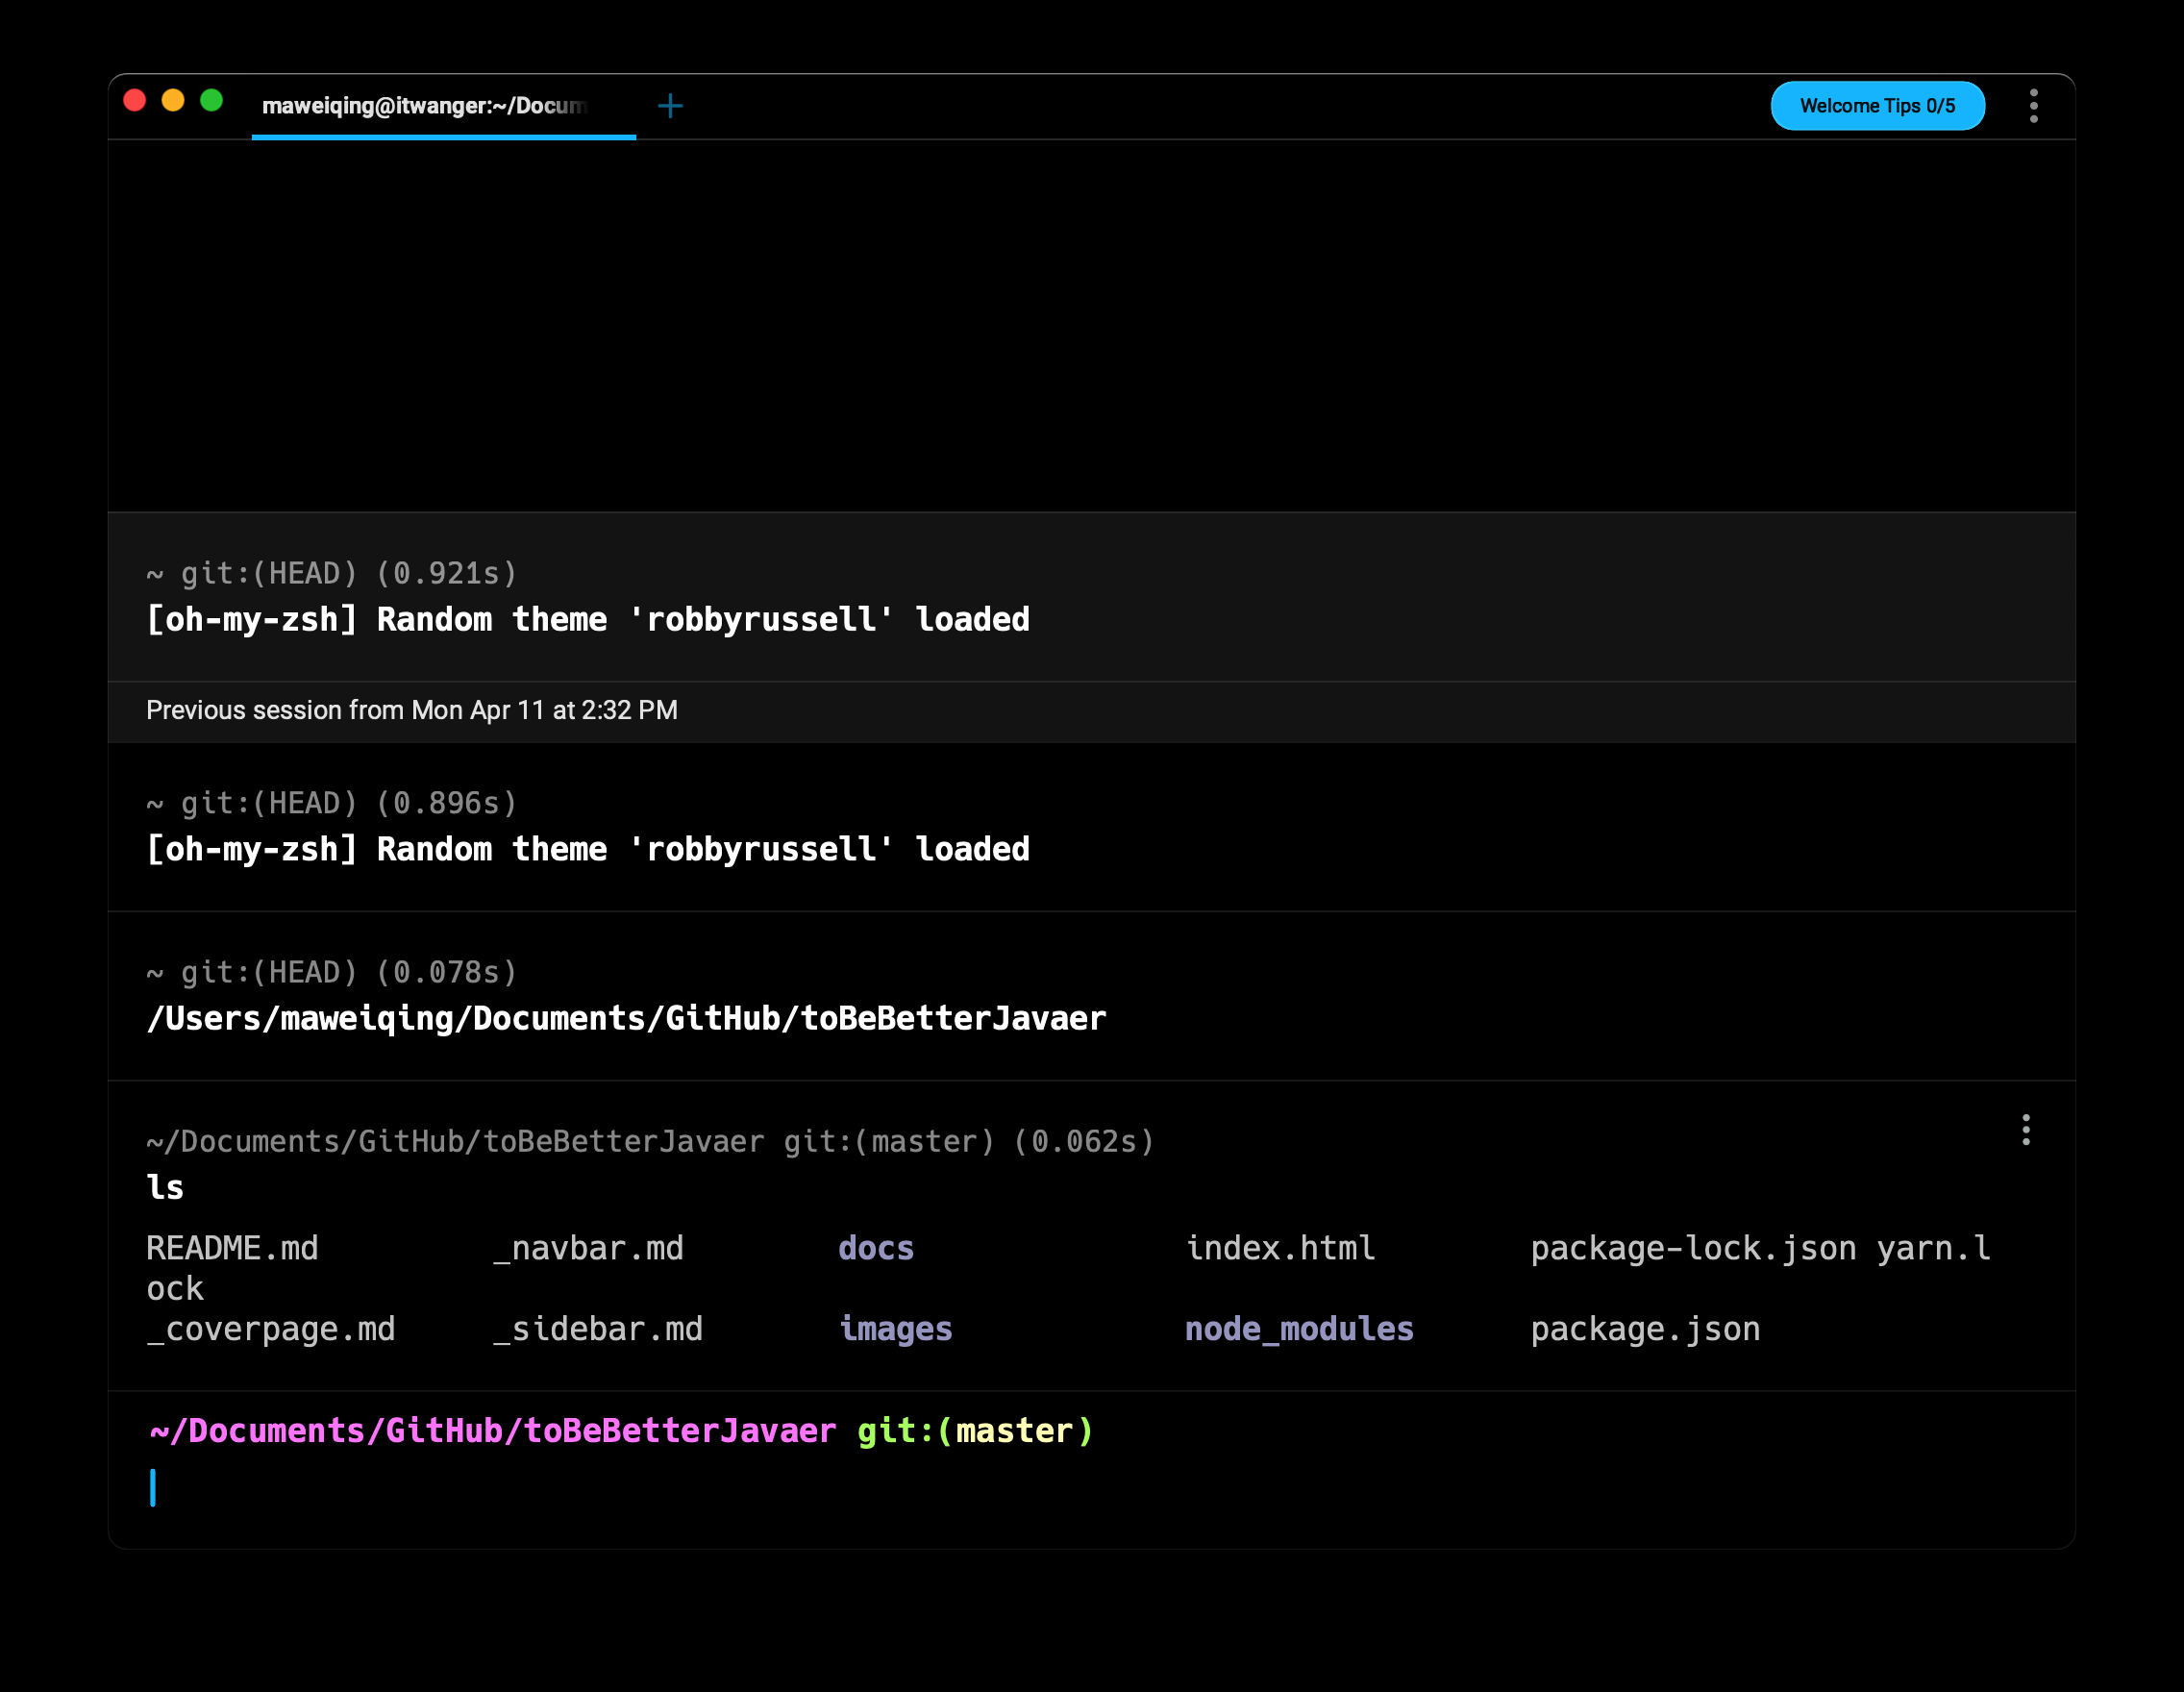 maweiqing@itwanger:~/Docum
Welcome Tips 0/5
~ git:(HEAD) (0.921s)
[oh-my-zsh] Random theme 'robbyrussell' loaded
Previous session from Mon Apr 11 at 2:32 PM
~ git:(HEAD) (0.896s)
[oh-my-zsh] Random theme 'robbyrussell' loaded
~ git:(HEAD) (0.078s)
/Users/maweiqing/Documents/GitHub/toBeBetterJavaer
~/Documents/GitHub/toBeBetterJavaer git:(master) (0.062s)
ls
README.md _navbar.md docs index.html package-lock.json yarn.l
ock
_coverpage.md _sidebar.md images node_modules package.json
~/Documents/GitHub/toBeBetterJavaer git:(master)